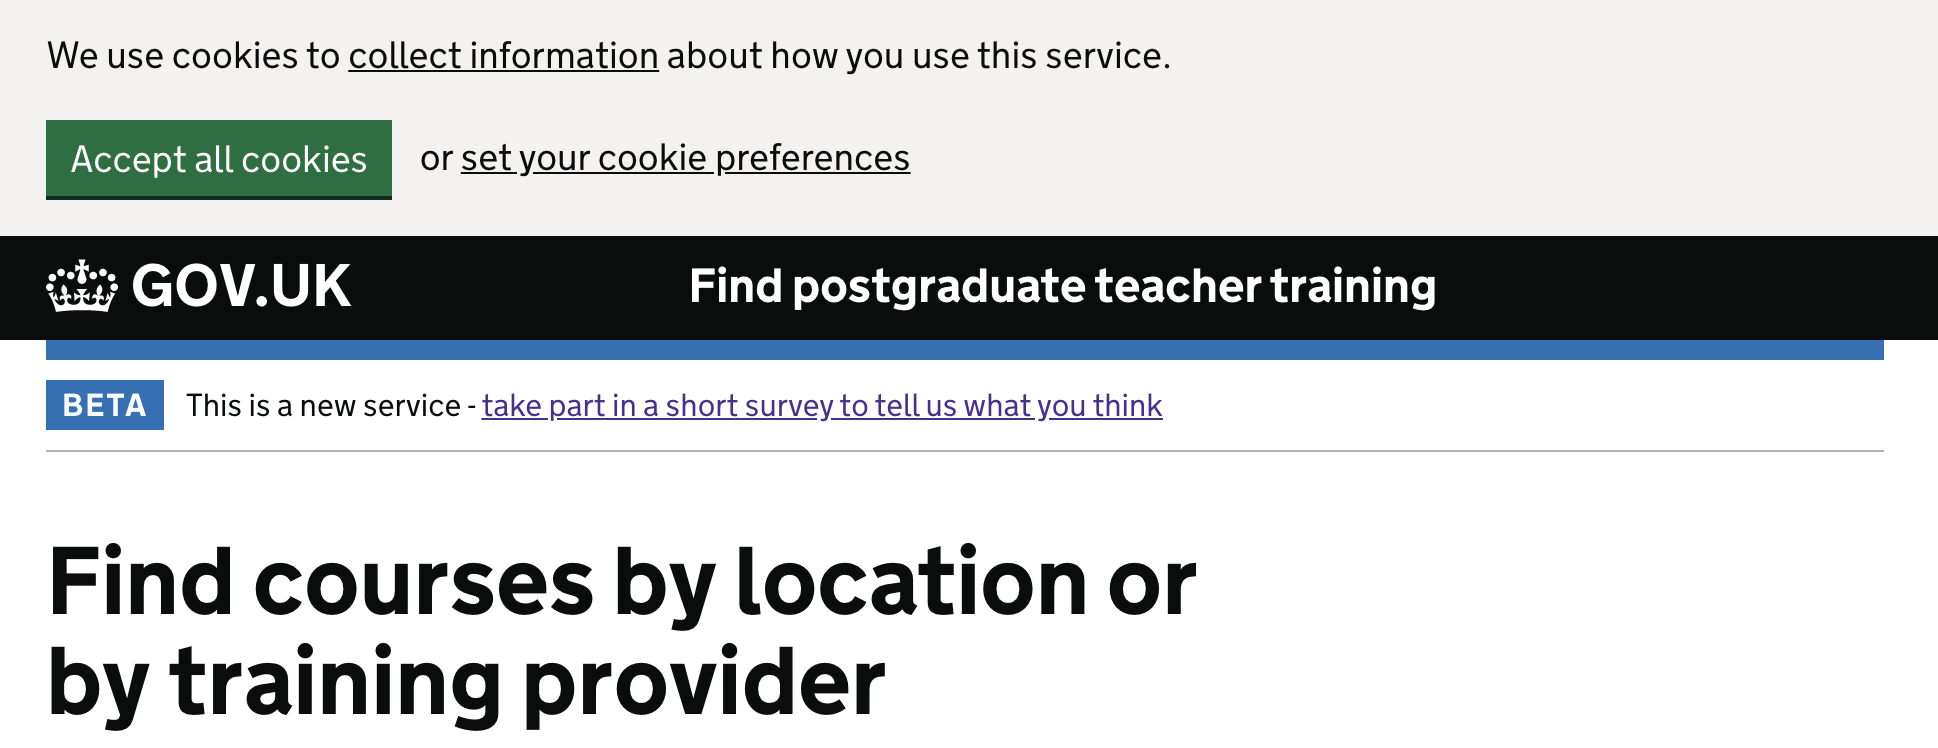 We use cookies to collect information about how you use this service.
Accept all cookies or set your cookie preferences
GOV.UK Find postgraduate teacher training
BETA This is a new service - take part in a short survey to tell us what you think
Find courses by location or
by training provider